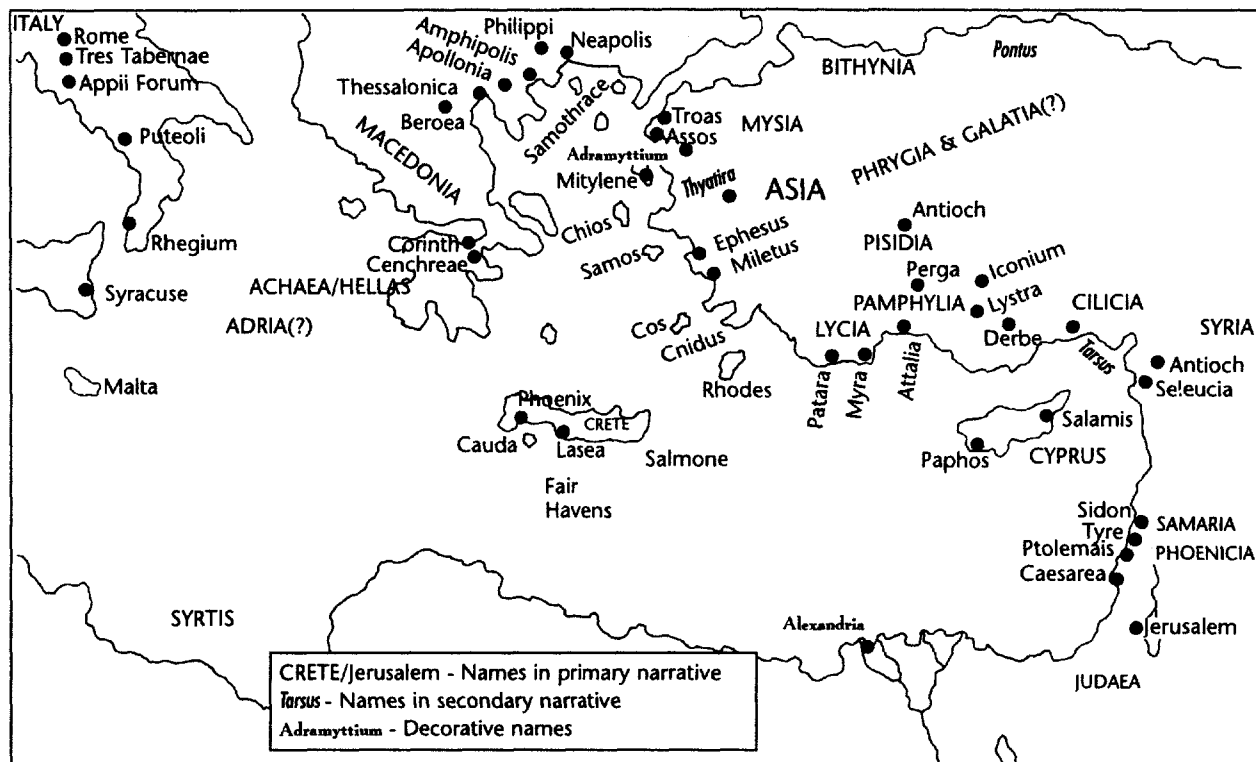 ITALY
Rome
Tres Tabernae
Appii Forum
Puteoli
Rhegium
Syracuse
Malta
Philippi
Neapolis
Amphipolis
Apollonia
Thessalonica
Beroea
MACEDONIA
Samothrace
Troas
Assos
MYSIA
Adramyttium
Mitylene
Thyatira
ASIA
BITHYNIA
Pontus
PHRYGIA & GALATIA(?)
Chios
Samos
Ephesus
Miletus
Corinth
Cenchreae
ACHAEA/HELLAS
ADRIA(?)
Antioch
PISIDIA
Perga
PAMPHYLIA
Iconium
Lystra
Derbe
CILICIA
Tarsus
SYRIA
Antioch
Seleucia
Cos
Cnidus
Rhodes
LYCIA
Patara
Myra
Attalia
Phoenix
CRETE
Cauda
Lasea
Salmone
Fair
Havens
Salamis
Paphos
CYPRUS
Sidon
Tyre
SAMARIA
Ptolemais
PHOENICIA
Caesarea
Jerusalem
JUDAEA
SYRTIS
Alexandria
CRETE/Jerusalem - Names in primary narrative
Tarsus - Names in secondary narrative
Adramyttium - Decorative names